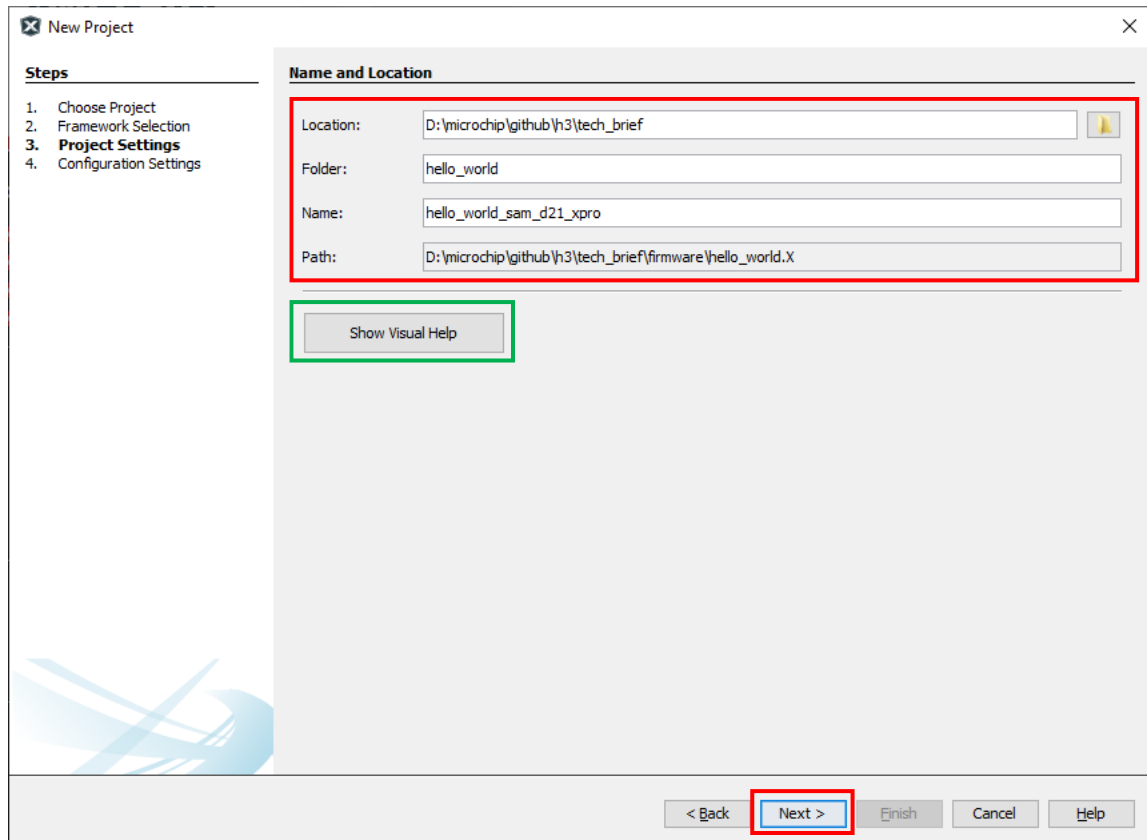 New Project
Steps
1. Choose Project
2. Framework Selection
3. Project Settings
4. Configuration Settings
Name and Location
Location: D:\microchip\github\h3\tech_brief
Folder: hello_world
Name: hello_world_sam_d21_xpro
Path: D:\microchip\github\h3\tech_brief\firmware\hello_world.X
Show Visual Help
< Back Next > Finish Cancel Help